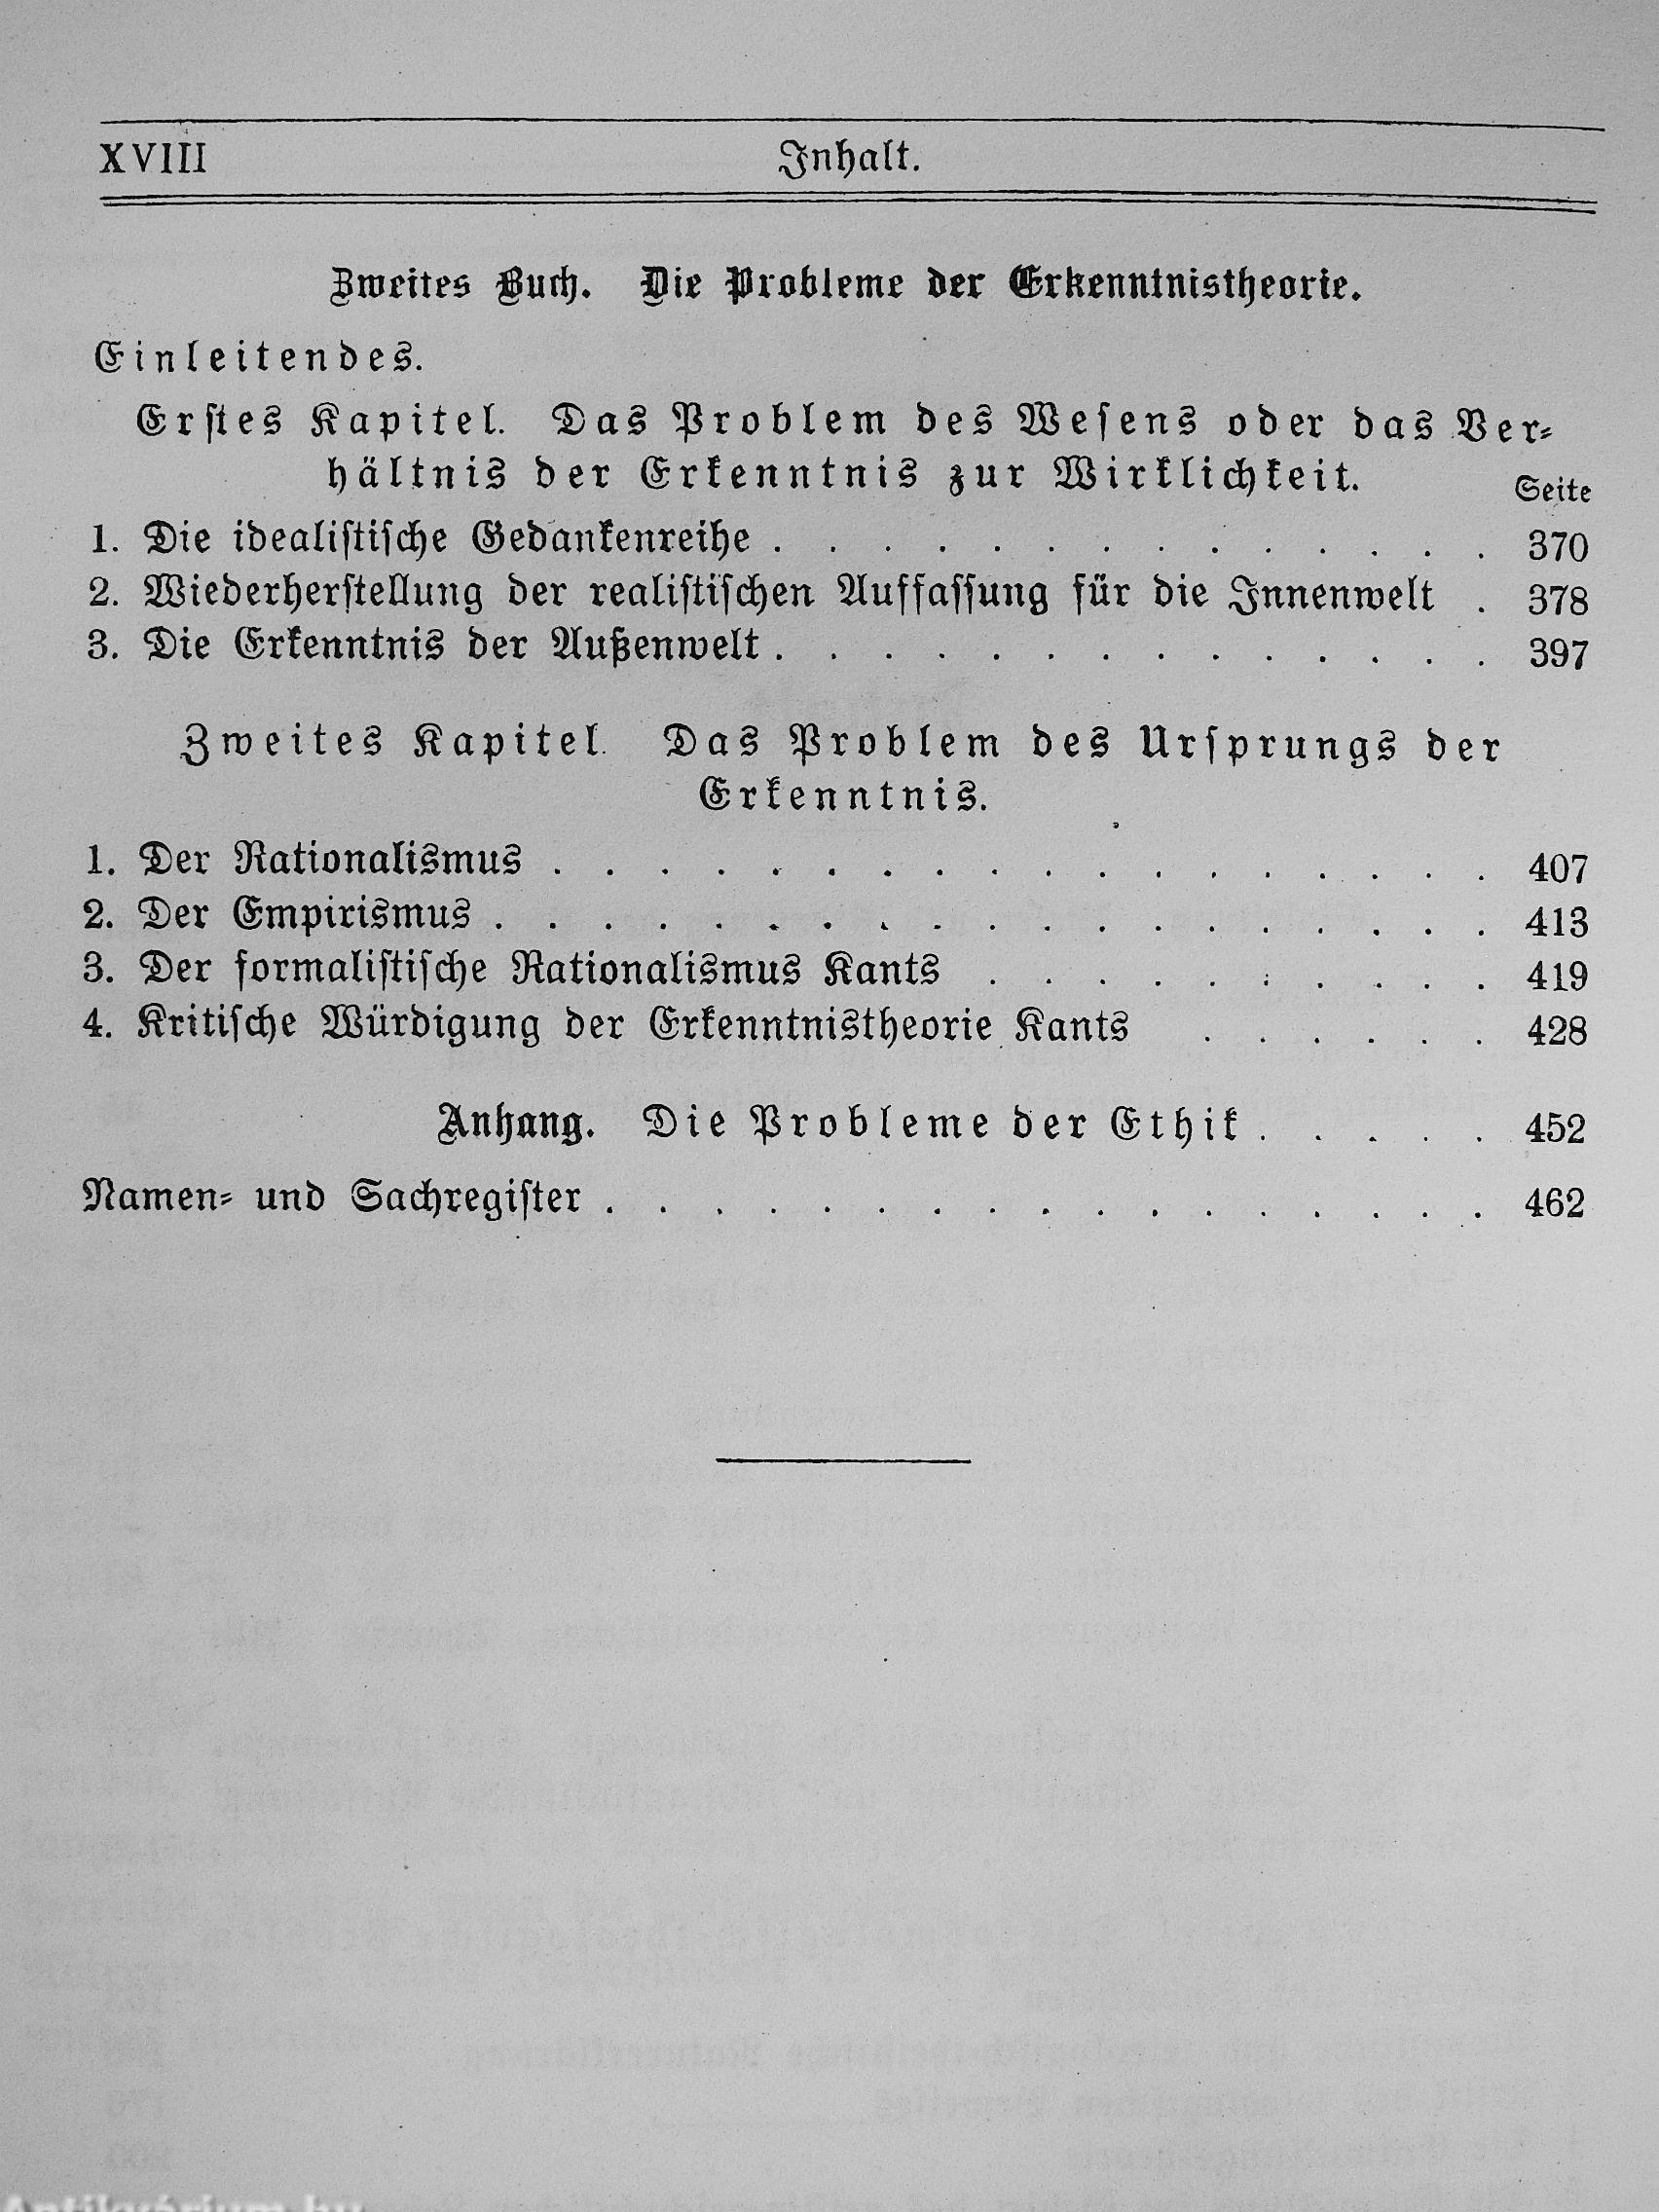 XVIII Inhalt.
Zweites Buch. Die Probleme der Erkenntnistheorie.
Einleitendes.
Erſtes Kapitel. Das Problem des Weſens oder das Ver⸗
hältnis der Erkenntnis zur Wirklichkeit.
Seite
1. Die idealiſtiſche Gedankenreihe . . . . . . . . . . . . . . 370
2. Wiederherſtellung der realiſtiſchen Auffaſſung für die Innenwelt . 378
3. Die Erkenntnis der Außenwelt . . . . . . . . . . . . . . 397
Zweites Kapitel. Das Problem des Urſprungs der
Erkenntnis.
1. Der Rationalismus . . . . . . . . . . . . . . . . . . 407
2. Der Empirismus . . . . . . . . . . . . . . . . . . . 413
3. Der formaliſtiſche Rationalismus Kants . . . . . . . . . . 419
4. Kritiſche Würdigung der Erkenntnistheorie Kants . . . . . . 428
Anhang. Die Probleme der Ethik . . . . . 452
Namen⸗ und Sachregiſter . . . . . . . . . . . . . . . . . 462
Antikvárium.hu